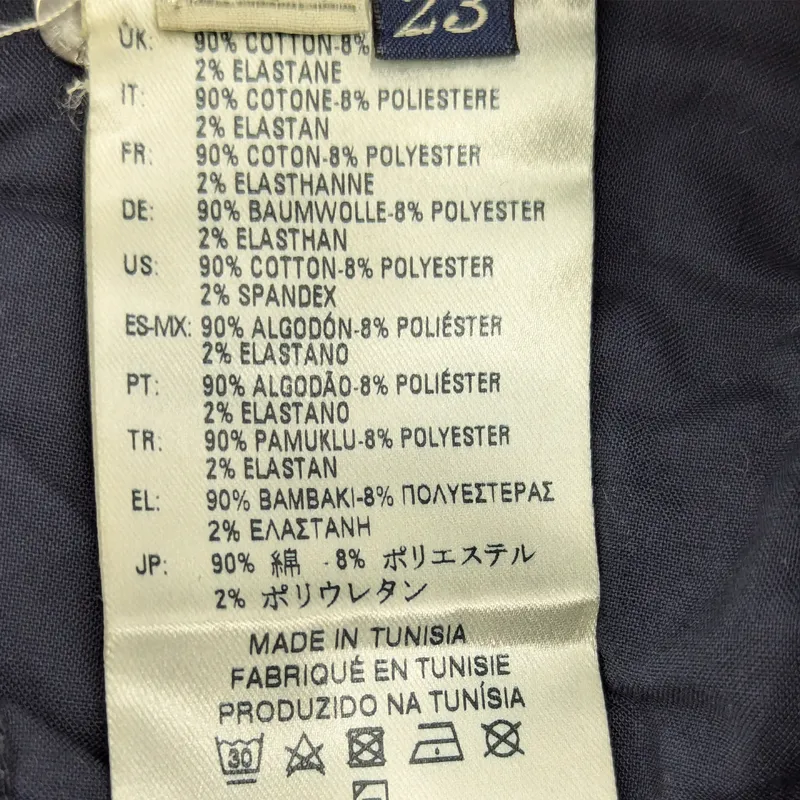 23
UK: 90% COTTON-8%
2% ELASTANE
IT: 90% COTONE-8% POLIESTERE
2% ELASTAN
FR: 90% COTON-8% POLYESTER
2% ELASTHANNE
DE: 90% BAUMWOLLE-8% POLYESTER
2% ELASTHAN
US: 90% COTTON-8% POLYESTER
2% SPANDEX
ES-MX: 90% ALGODÓN-8% POLIÉSTER
2% ELASTANO
PT: 90% ALGODÃO-8% POLIÉSTER
2% ELASTANO
TR: 90% PAMUKLU-8% POLYESTER
2% ELASTAN
EL: 90% ΒΑΜΒΑΚΙ-8% ΠΟΛΥΕΣΤΕΡΑΣ
2% ΕΛΑΣΤΑΝΗ
JP: 90% 綿 -8% ポリエステル
2% ポリウレタン
MADE IN TUNISIA
FABRIQUÉ EN TUNISIE
PRODUZIDO NA TUNÍSIA
30